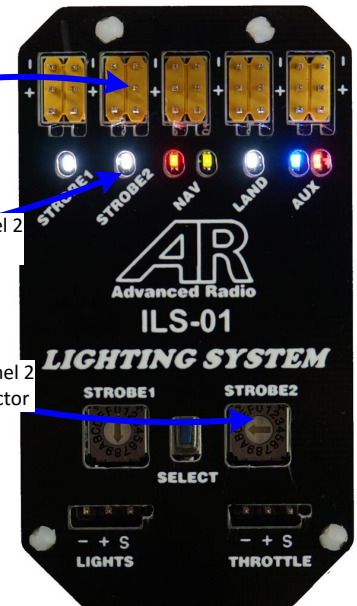 - - - - -
+ + + + +
STROBE1 STROBE2 NAV LAND AUX
el 2
AR
Advanced Radio
ILS-01
LIGHTING SYSTEM
nel 2
ctor
STROBE1 STROBE2
SELECT
- + S - + S
LIGHTS THROTTLE